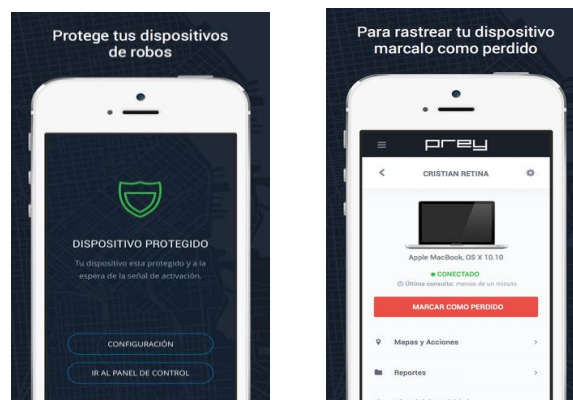 Protege tus dispositivos
de robos
DISPOSITIVO PROTEGIDO
Tu dispositivo esta protegido y a la
espera de la señal de activación.
CONFIGURACIÓN
IR AL PANEL DE CONTROL
Para rastrear tu dispositivo
marcalo como perdido
prey
CRISTIAN RETINA
Apple MacBook, OS X 10.10
CONECTADO
Última consulta: menos de un minuto
MARCAR COMO PERDIDO
Mapas y Acciones
Reportes